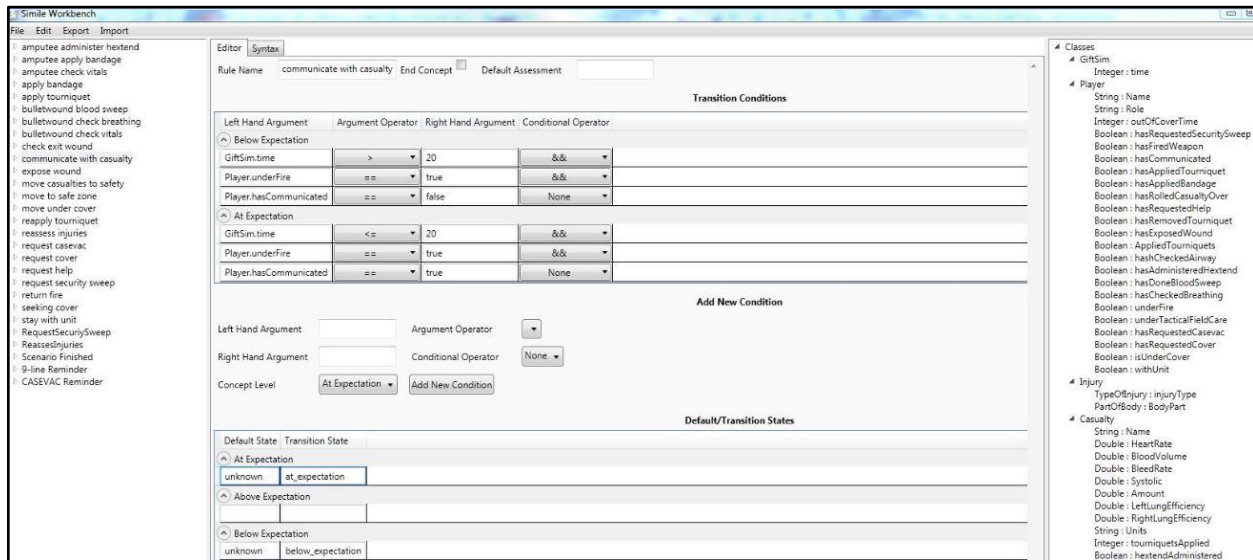 Simile Workbench
File Edit Export Import
amputee administer hextend
amputee apply bandage
amputee check vitals
apply bandage
apply tourniquet
bulletwound blood sweep
bulletwound check breathing
bulletwound check vitals
check exit wound
communicate with casualty
expose wound
move casualties to safety
move to safe zone
move under cover
reapply tourniquet
reassess injuries
request casevac
request cover
request help
request security sweep
return fire
seeking cover
stay with unit
RequestSecuriySweep
ReassesInjuries
Scenario Finished
9-line Reminder
CASEVAC Reminder
Editor Syntax
Rule Name communicate with casualty End Concept Default Assessment
Transition Conditions
Left Hand Argument Argument Operator Right Hand Argument Conditional Operator
Below Expectation
GiftSim.time > 20 &&
Player.underFire == true &&
Player.hasCommunicated == false None
At Expectation
GiftSim.time <= 20 &&
Player.underFire == true &&
Player.hasCommunicated == true None
Add New Condition
Left Hand Argument Argument Operator
Right Hand Argument Conditional Operator None
Concept Level At Expectation Add New Condition
Default/Transition States
Default State Transition State
At Expectation
unknown at_expectation
Above Expectation
Below Expectation
unknown below_expectation
Classes
GiftSim
Integer : time
Player
String : Name
String : Role
Integer : outOfCoverTime
Boolean : hasRequestedSecuritySweep
Boolean : hasFiredWeapon
Boolean : hasCommunicated
Boolean : hasAppliedTourniquet
Boolean : hasAppliedBandage
Boolean : hasRolledCasualtyOver
Boolean : hasRequestedHelp
Boolean : hasRemovedTourniquet
Boolean : hasExposedWound
Boolean : AppliedTourniquets
Boolean : hashCheckedAirway
Boolean : hasAdministeredHextend
Boolean : hasDoneBloodSweep
Boolean : hasCheckedBreathing
Boolean : underFire
Boolean : underTacticalFieldCare
Boolean : hasRequestedCasevac
Boolean : hasRequestedCover
Boolean : isUnderCover
Boolean : withUnit
Injury
TypeOfInjury : injuryType
PartOfBody : BodyPart
Casualty
String : Name
Double : HeartRate
Double : BloodVolume
Double : BleedRate
Double : Systolic
Double : Amount
Double : LeftLungEfficiency
Double : RightLungEfficiency
String : Units
Integer : tourniquetsApplied
Boolean : hextendAdministered